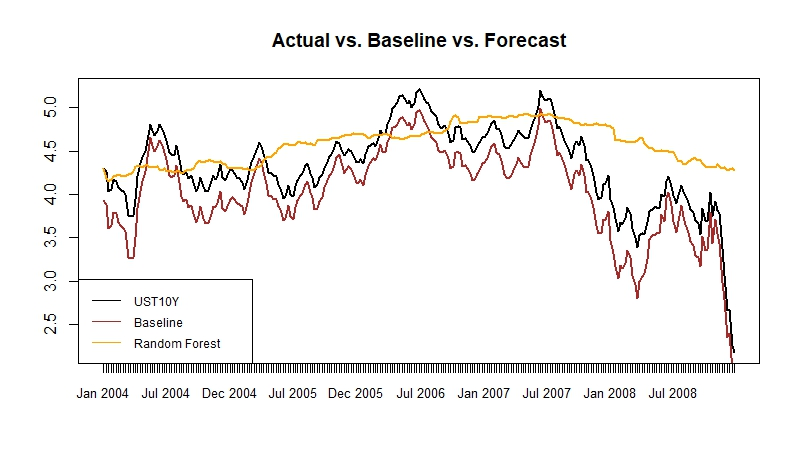 Actual vs. Baseline vs. Forecast
5.0
4.5
4.0
3.5
3.0
2.5
UST10Y
Baseline
Random Forest
Jan 2004 Jul 2004 Dec 2004 Jul 2005 Dec 2005 Jul 2006 Jan 2007 Jul 2007 Jan 2008 Jul 2008